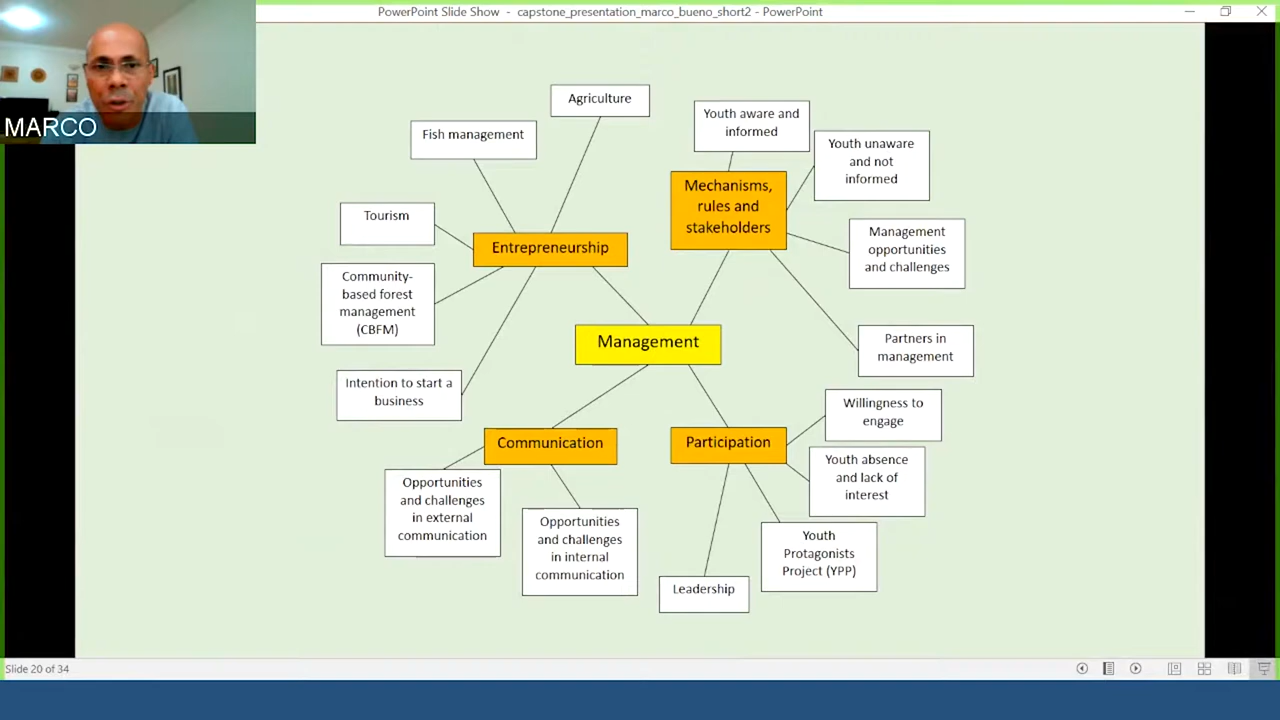 PowerPoint Slide Show - capstone_presentation_marco_bueno_short2 - PowerPoint
MARCO
Agriculture
Fish management
Tourism
Entrepreneurship
Community-
based forest
management
(CBFM)
Intention to start a
business
Youth aware and
informed
Youth unaware
and not
informed
Mechanisms,
rules and
stakeholders
Management
opportunities
and challenges
Partners in
management
Management
Communication
Opportunities
and challenges
in external
communication
Opportunities
and challenges
in internal
communication
Participation
Willingness to
engage
Youth absence
and lack of
interest
Youth
Protagonists
Project (YPP)
Leadership
Slide 20 of 34